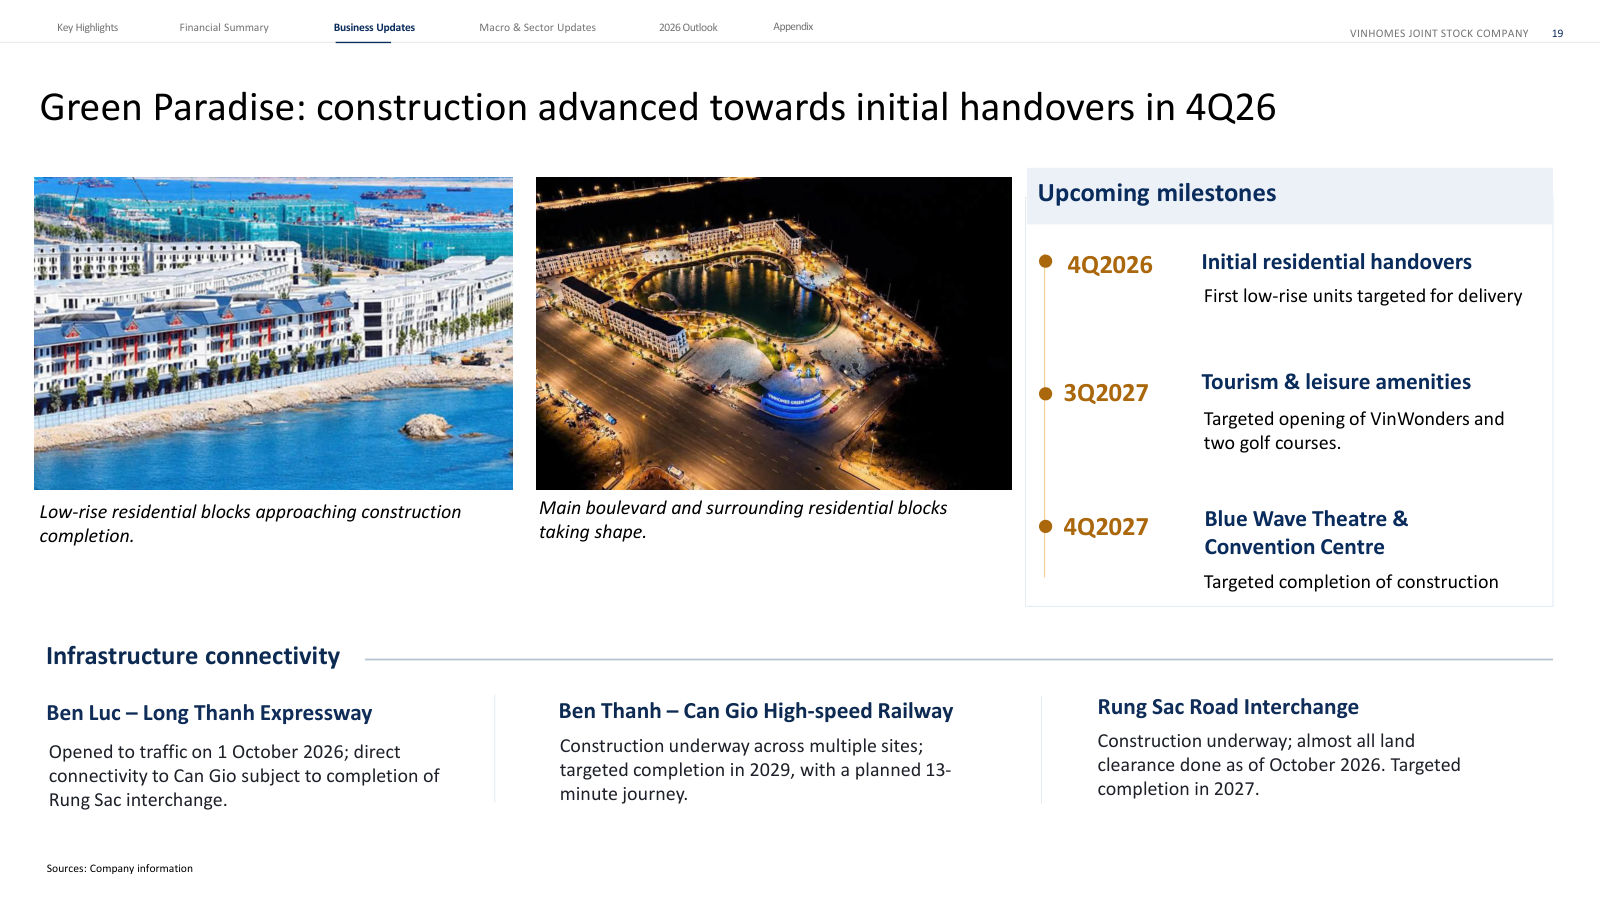 Key Highlights
Financial Summary
Business Updates
Macro & Sector Updates
2026 Outlook
Appendix
VINHOMES JOINT STOCK COMPANY
19
Green Paradise: construction advanced towards initial handovers in 4Q26
VINHOMES GREEN PARADISE
Low-rise residential blocks approaching construction
completion.
Main boulevard and surrounding residential blocks
taking shape.
Upcoming milestones
4Q2026
Initial residential handovers
First low-rise units targeted for delivery
3Q2027
Tourism & leisure amenities
Targeted opening of VinWonders and
two golf courses.
4Q2027
Blue Wave Theatre &
Convention Centre
Targeted completion of construction
Infrastructure connectivity
Ben Luc – Long Thanh Expressway
Opened to traffic on 1 October 2026; direct
connectivity to Can Gio subject to completion of
Rung Sac interchange.
Ben Thanh – Can Gio High-speed Railway
Construction underway across multiple sites;
targeted completion in 2029, with a planned 13-
minute journey.
Rung Sac Road Interchange
Construction underway; almost all land
clearance done as of October 2026. Targeted
completion in 2027.
Sources: Company information